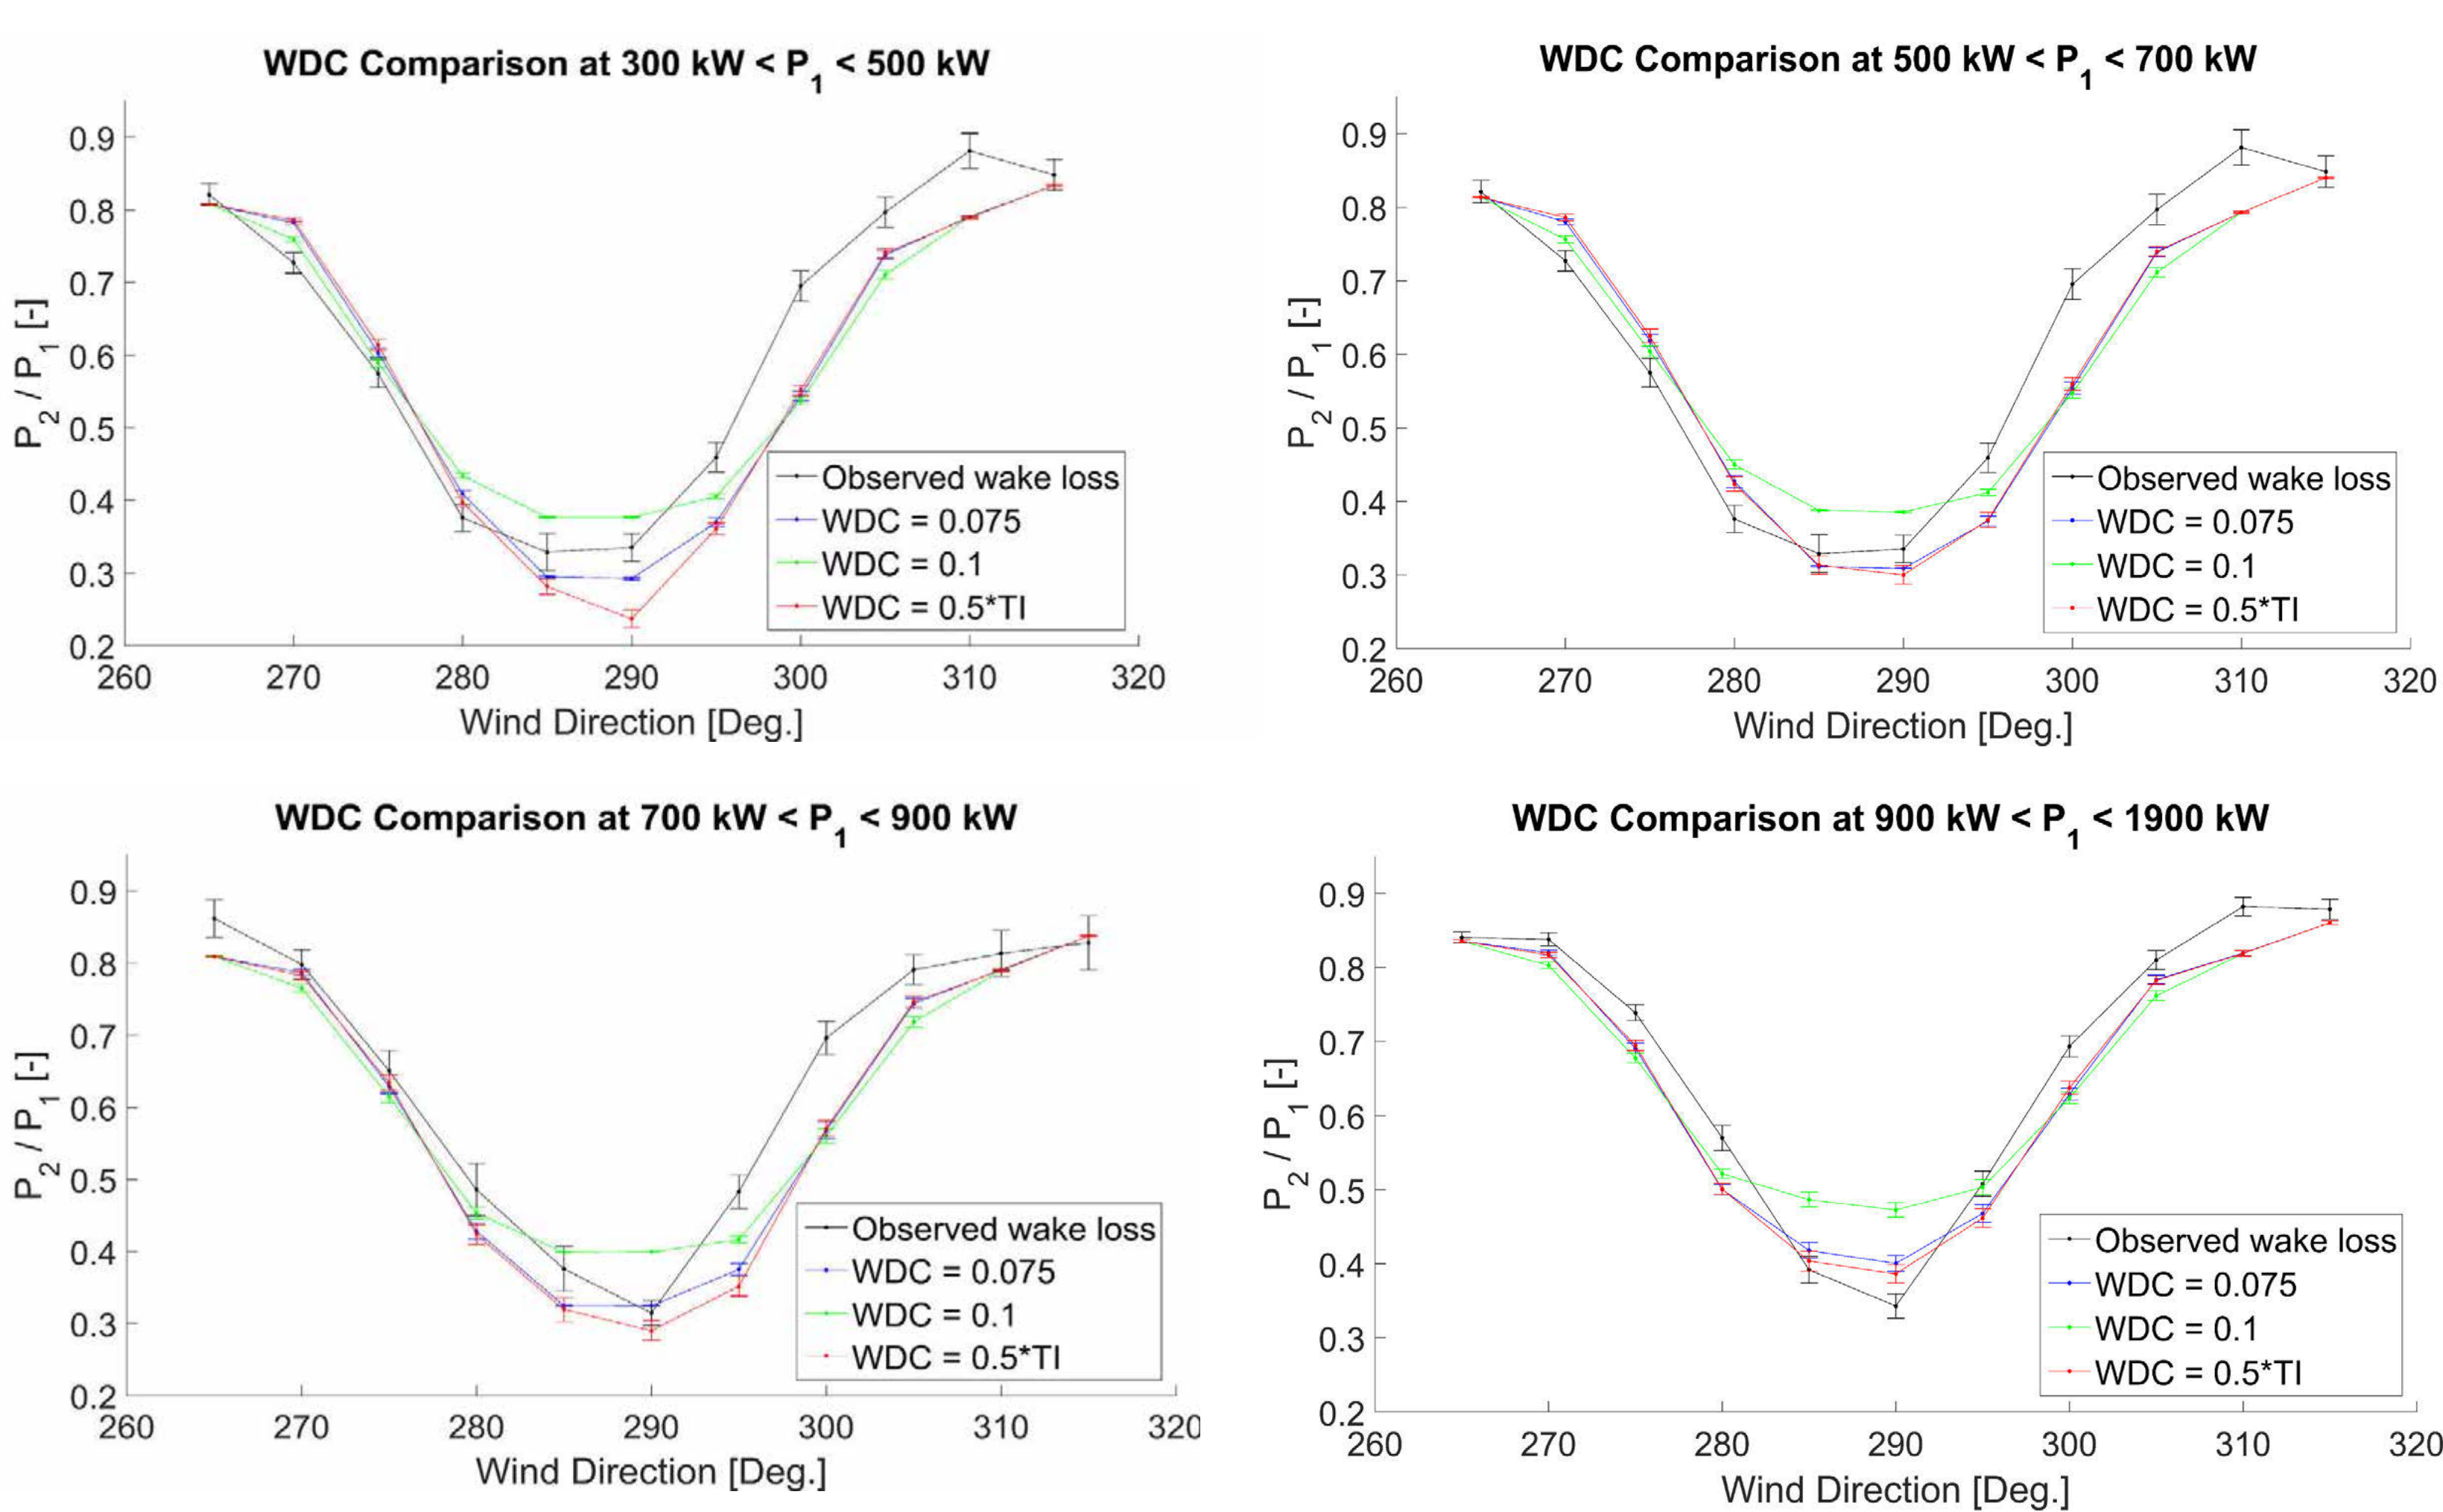 WDC Comparison at 300 kW < P1 < 500 kW
0.9
0.8
0.7
0.6
0.5
0.4
0.3
0.2
P2 / P1 [-]
Observed wake loss
WDC = 0.075
WDC = 0.1
WDC = 0.5*TI
260 270 280 290 300 310 320
Wind Direction [Deg.]
WDC Comparison at 500 kW < P1 < 700 kW
0.9
0.8
0.7
0.6
0.5
0.4
0.3
0.2
P2 / P1 [-]
Observed wake loss
WDC = 0.075
WDC = 0.1
WDC = 0.5*TI
260 270 280 290 300 310 320
Wind Direction [Deg.]
WDC Comparison at 700 kW < P1 < 900 kW
0.9
0.8
0.7
0.6
0.5
0.4
0.3
0.2
P2 / P1 [-]
Observed wake loss
WDC = 0.075
WDC = 0.1
WDC = 0.5*TI
260 270 280 290 300 310 320
Wind Direction [Deg.]
WDC Comparison at 900 kW < P1 < 1900 kW
0.9
0.8
0.7
0.6
0.5
0.4
0.3
0.2
P2 / P1 [-]
Observed wake loss
WDC = 0.075
WDC = 0.1
WDC = 0.5*TI
260 270 280 290 300 310 320
Wind Direction [Deg.]